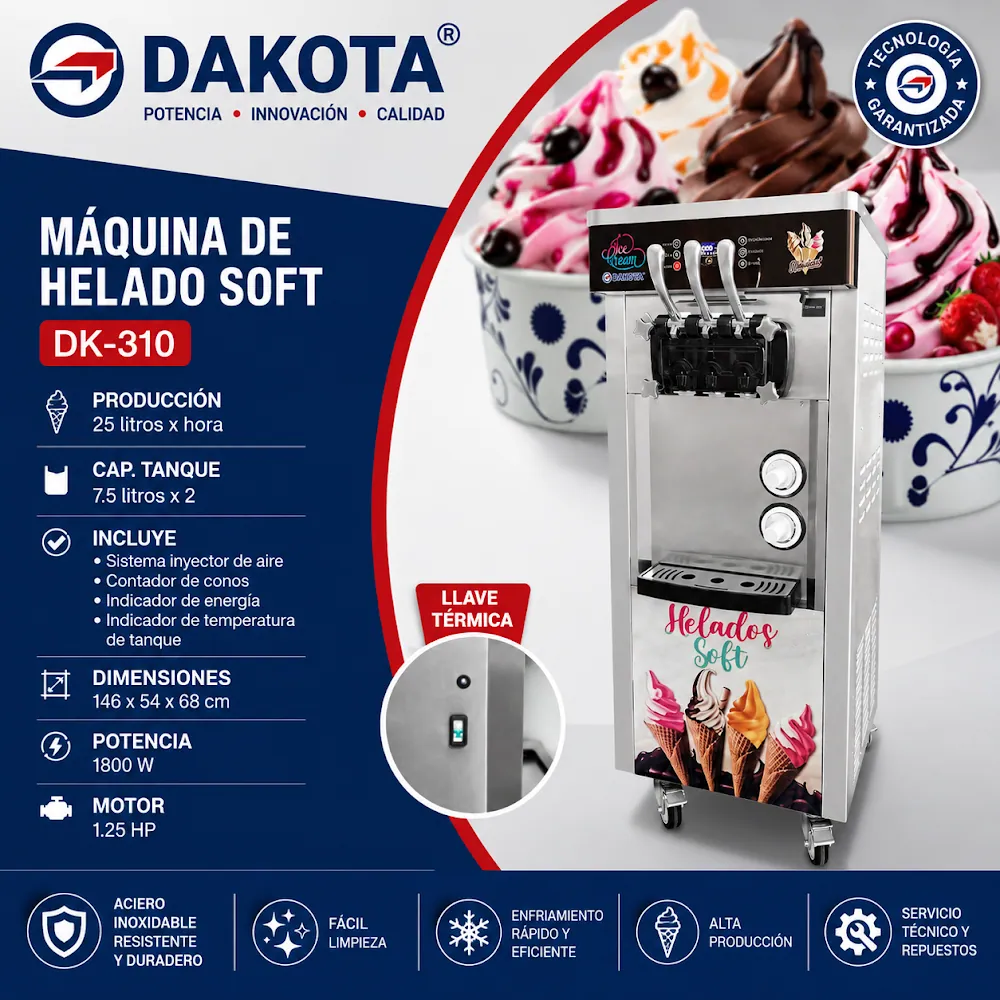 DAKOTA®
POTENCIA • INNOVACIÓN • CALIDAD
TECNOLOGÍA
GARANTIZADA
MÁQUINA DE
HELADO SOFT
DK-310
PRODUCCIÓN
25 litros x hora
CAP. TANQUE
7.5 litros x 2
INCLUYE
• Sistema inyector de aire
• Contador de conos
• Indicador de energía
• Indicador de temperatura
de tanque
DIMENSIONES
146 x 54 x 68 cm
POTENCIA
1800 W
MOTOR
1.25 HP
LLAVE
TÉRMICA
Ice
Cream
DAKOTA
Helados
Soft
ACERO
INOXIDABLE
RESISTENTE
Y DURADERO
FÁCIL
LIMPIEZA
ENFRIAMIENTO
RÁPIDO Y
EFICIENTE
ALTA
PRODUCCIÓN
SERVICIO
TÉCNICO Y
REPUESTOS